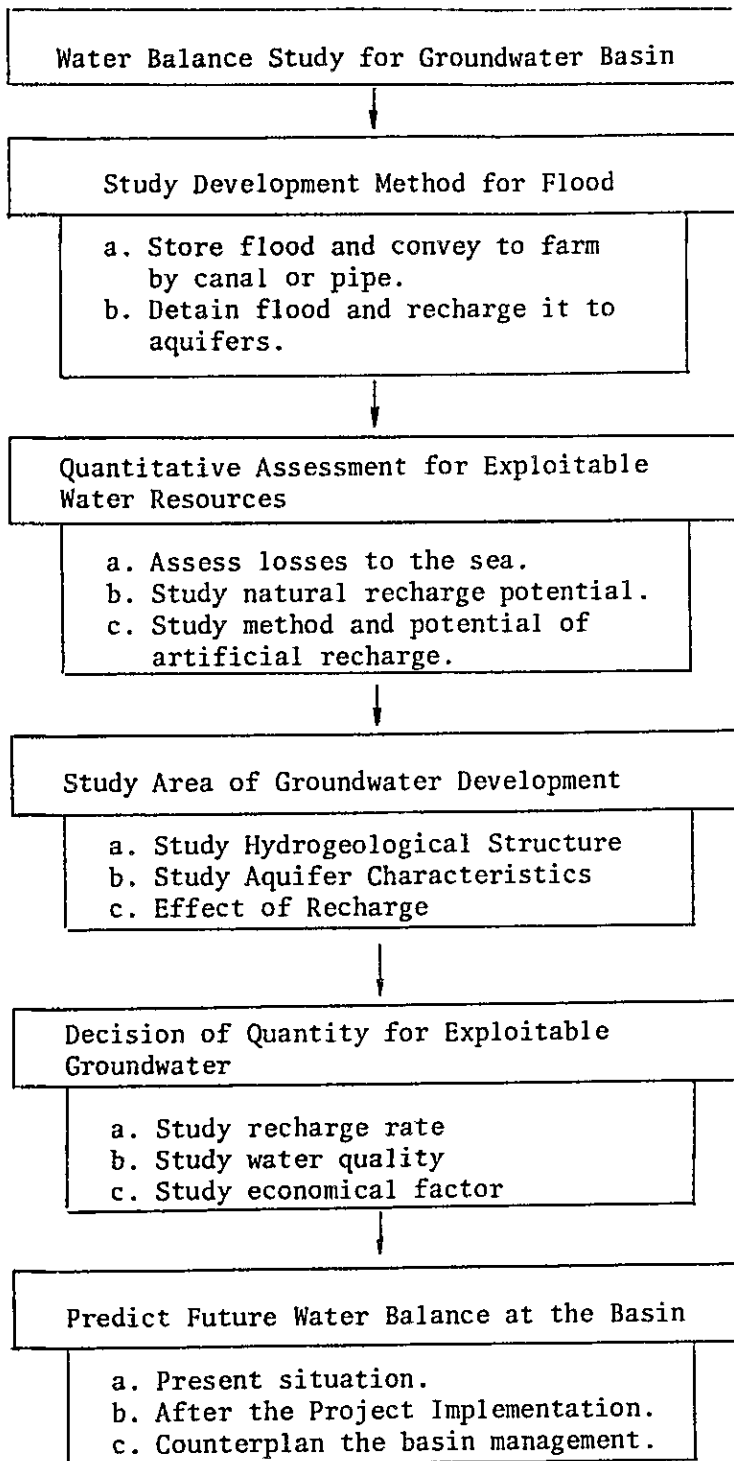 Water Balance Study for Groundwater Basin
Study Development Method for Flood
a. Store flood and convey to farm
by canal or pipe.
b. Detain flood and recharge it to
aquifers.
Quantitative Assessment for Exploitable
Water Resources
a. Assess losses to the sea.
b. Study natural recharge potential.
c. Study method and potential of
artificial recharge.
Study Area of Groundwater Development
a. Study Hydrogeological Structure
b. Study Aquifer Characteristics
c. Effect of Recharge
Decision of Quantity for Exploitable
Groundwater
a. Study recharge rate
b. Study water quality
c. Study economical factor
Predict Future Water Balance at the Basin
a. Present situation.
b. After the Project Implementation.
c. Counterplan the basin management.